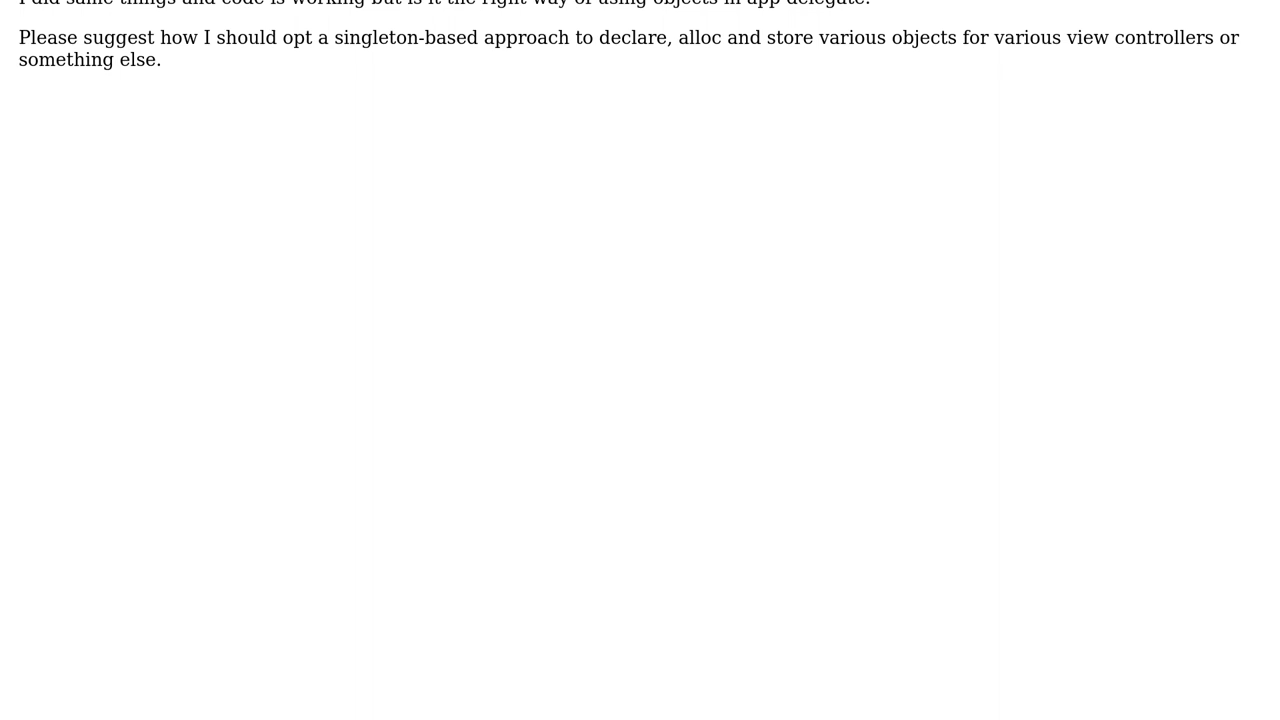 I did same things and code is working but is it the right way of using objects in app delegate.
Please suggest how I should opt a singleton-based approach to declare, alloc and store various objects for various view controllers or
something else.